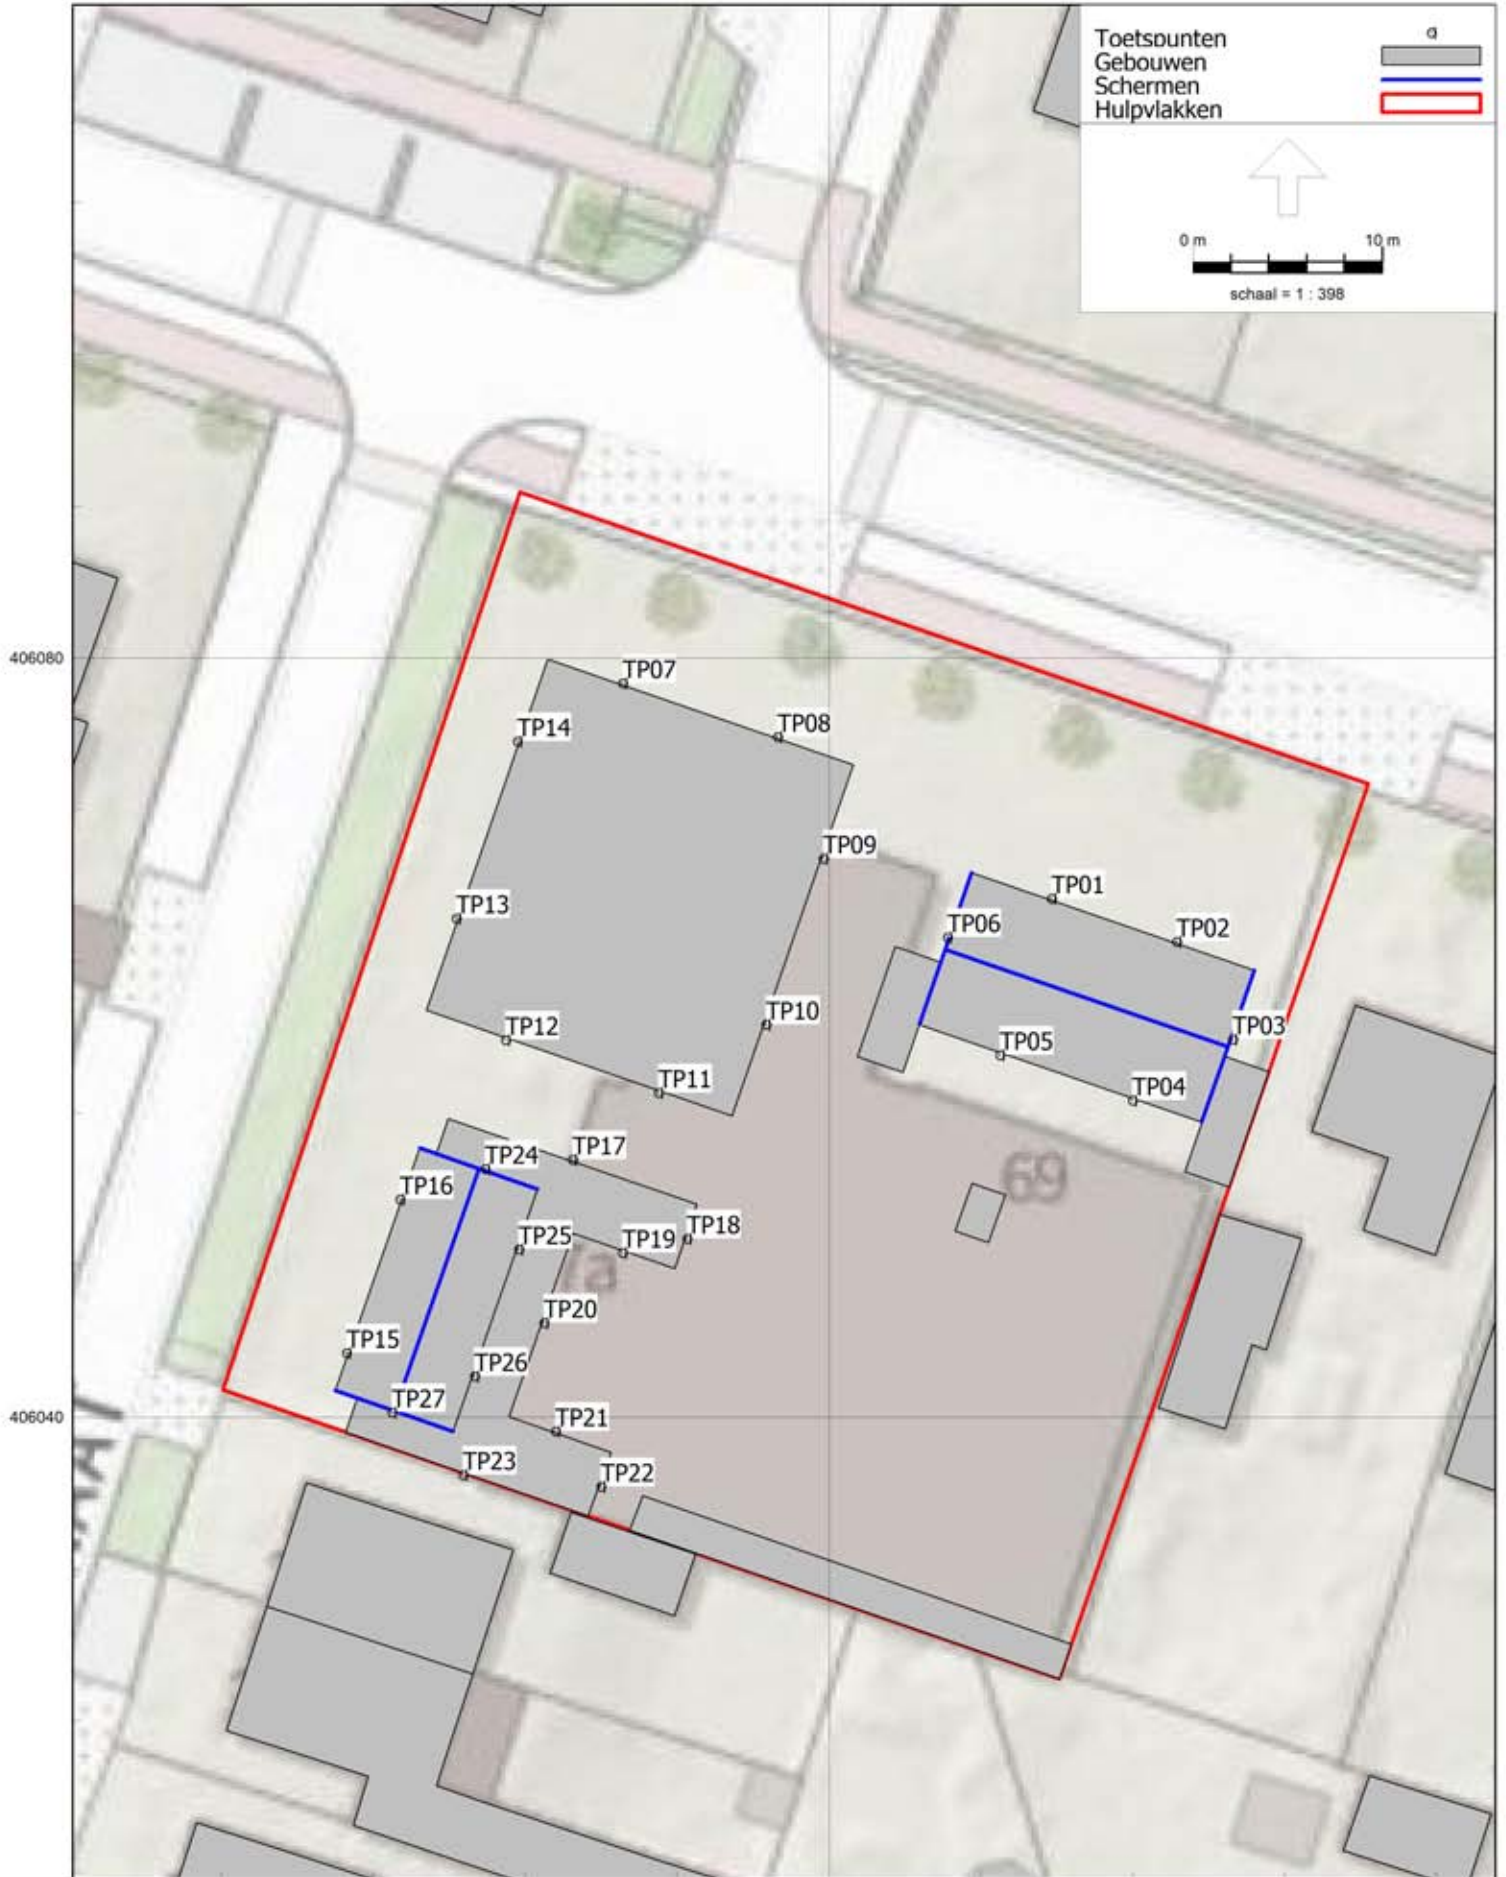 Toetspunten
Gebouwen
Schermen
Hulpvlakken
0 m 10 m
schaal = 1 : 398
406080
TP07
TP14
TP08
TP09
TP13
TP01
TP06
TP02
TP10
TP12
TP03
TP05
TP11
TP04
TP17
TP24
69
TP16
TP18
TP25
TP19
TP20
TP15
TP26
406040
TP27
TP21
TP23
TP22